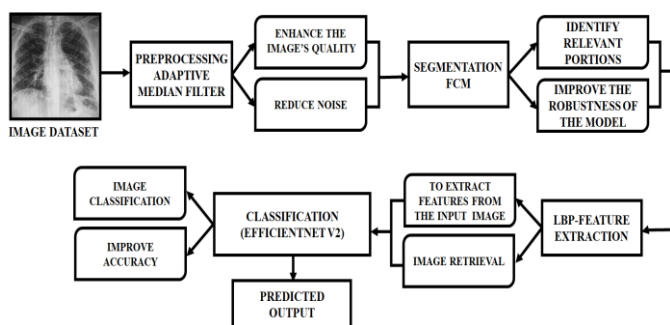 IMAGE DATASET
PREPROCESSING
ADAPTIVE
MEDIAN FILTER
ENHANCE THE
IMAGE'S QUALITY
REDUCE NOISE
SEGMENTATION
FCM
IDENTIFY
RELEVANT
PORTIONS
IMPROVE THE
ROBUSTNESS OF
THE MODEL
LBP-FEATURE
EXTRACTION
TO EXTRACT
FEATURES FROM
THE INPUT IMAGE
IMAGE RETRIEVAL
CLASSIFICATION
(EFFICIENTNET V2)
IMAGE
CLASSIFICATION
IMPROVE
ACCURACY
PREDICTED
OUTPUT